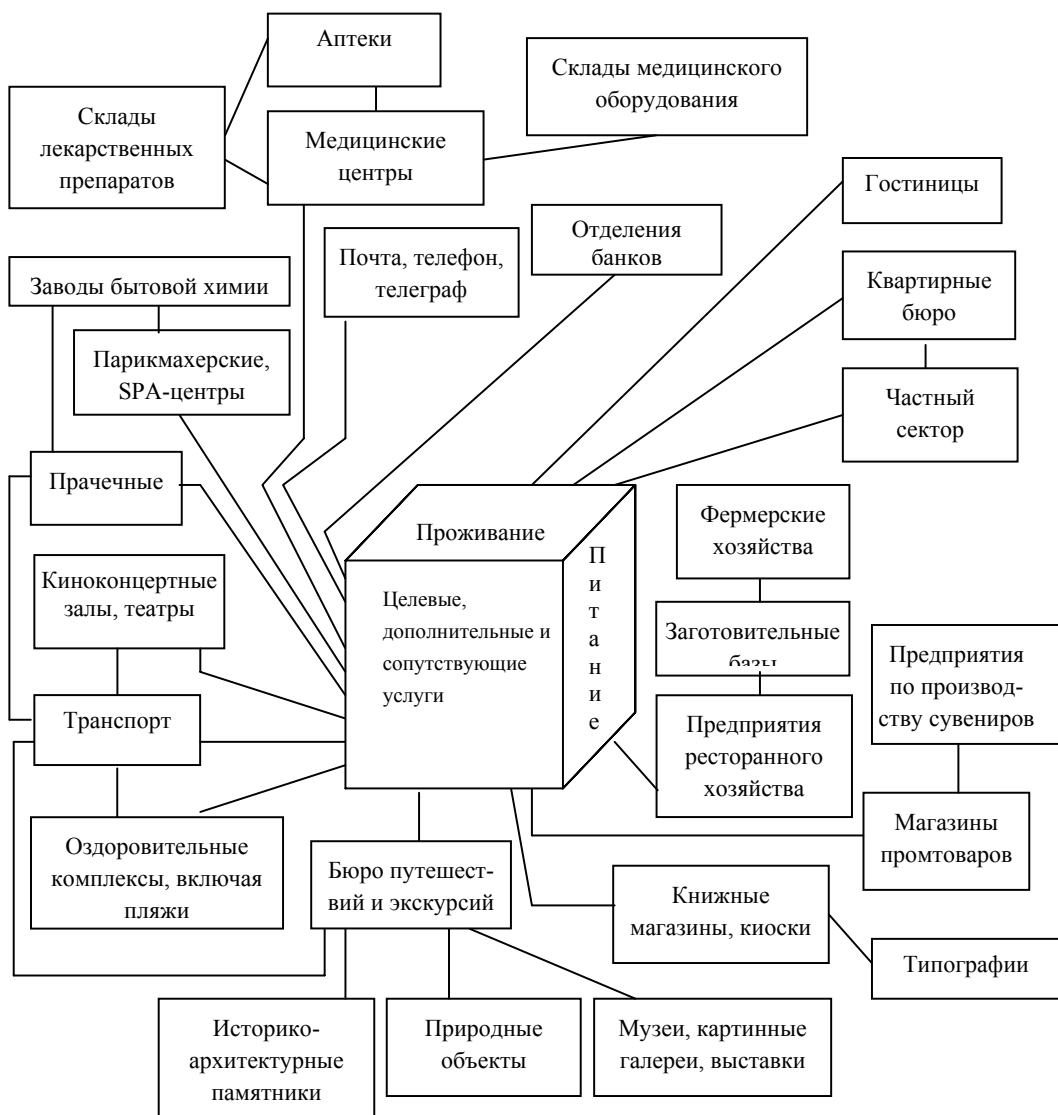 Аптеки
Склады медицинского
оборудования
Склады
лекарственных
препаратов
Медицинские
центры
Гостиницы
Отделения
банков
Почта, телефон,
телеграф
Заводы бытовой химии
Квартирные
бюро
Парикмахерские,
SPA-центры
Частный
сектор
Прачечные
Проживание
Питание
Целевые,
дополнительные и
сопутствующие
услуги
Фермерские
хозяйства
Киноконцертные
залы, театры
Заготовительные
базы
Предприятия
по производ-
ству сувениров
Транспорт
Предприятия
ресторанного
хозяйства
Магазины
промтоваров
Оздоровительные
комплексы, включая
пляжи
Бюро путешест-
вий и экскурсий
Книжные
магазины, киоски
Типографии
Историко-
архитектурные
памятники
Природные
объекты
Музеи, картинные
галереи, выставки